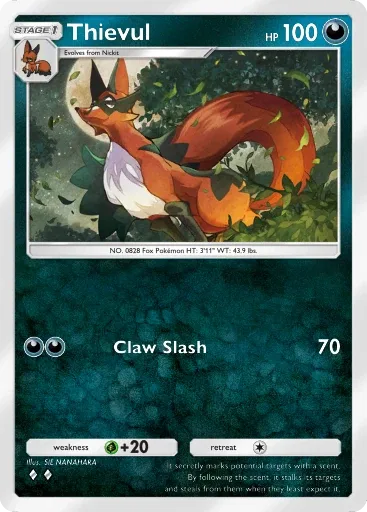 STAGE 1
Thievul
HP 100
Evolves from Nickit
NO. 0828 Fox Pokémon HT: 3'11" WT: 43.9 lbs.
Claw Slash 70
weakness +20 retreat
Illus. SIE NANAHARA
It secretly marks potential targets with a scent.
By following the scent, it stalks its targets
and steals from them when they least expect it.